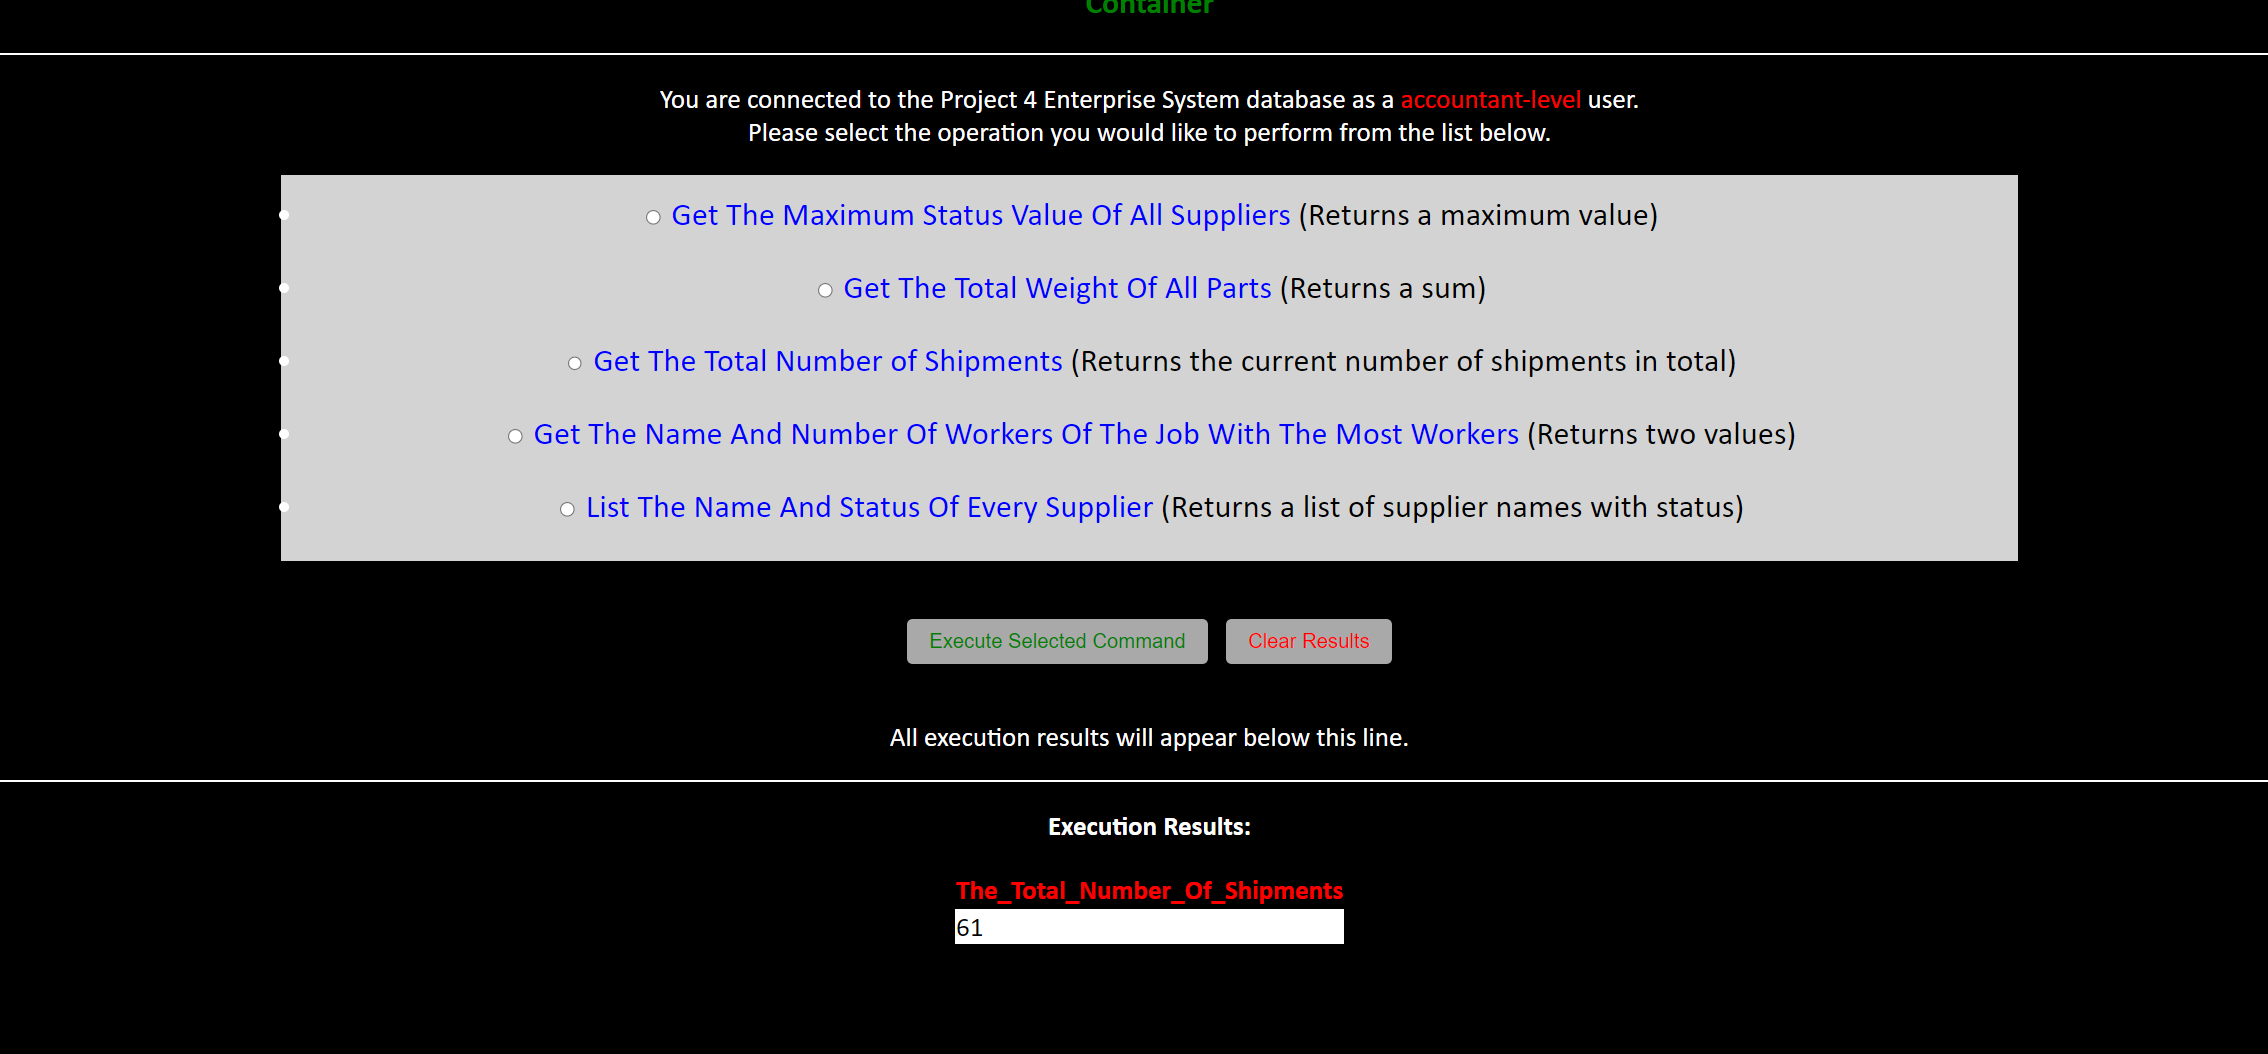 Container
You are connected to the Project 4 Enterprise System database as a accountant-level user.
Please select the operation you would like to perform from the list below.
Get The Maximum Status Value Of All Suppliers (Returns a maximum value)
Get The Total Weight Of All Parts (Returns a sum)
Get The Total Number of Shipments (Returns the current number of shipments in total)
Get The Name And Number Of Workers Of The Job With The Most Workers (Returns two values)
List The Name And Status Of Every Supplier (Returns a list of supplier names with status)
Execute Selected Command Clear Results
All execution results will appear below this line.
Execution Results:
The_Total_Number_Of_Shipments
61